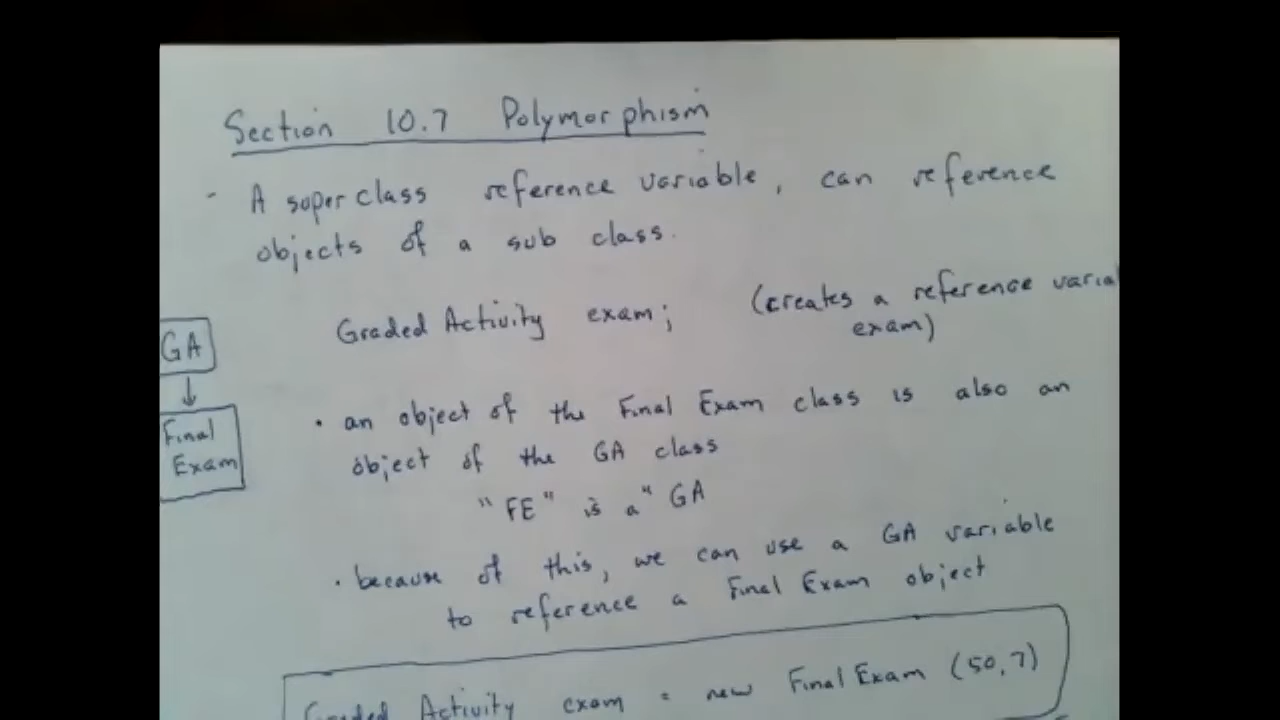 Section 10.7 Polymorphism
- A superclass reference variable, can reference
objects of a sub class.
Graded Activity exam; (creates a reference varia
exam)
GA
Final
Exam
• an object of the Final Exam class is also an
object of the GA class
"FE" is a" GA
• because of this, we can use a GA variable
to reference a Final Exam object
Graded Activity exam = new Final Exam (50,7)